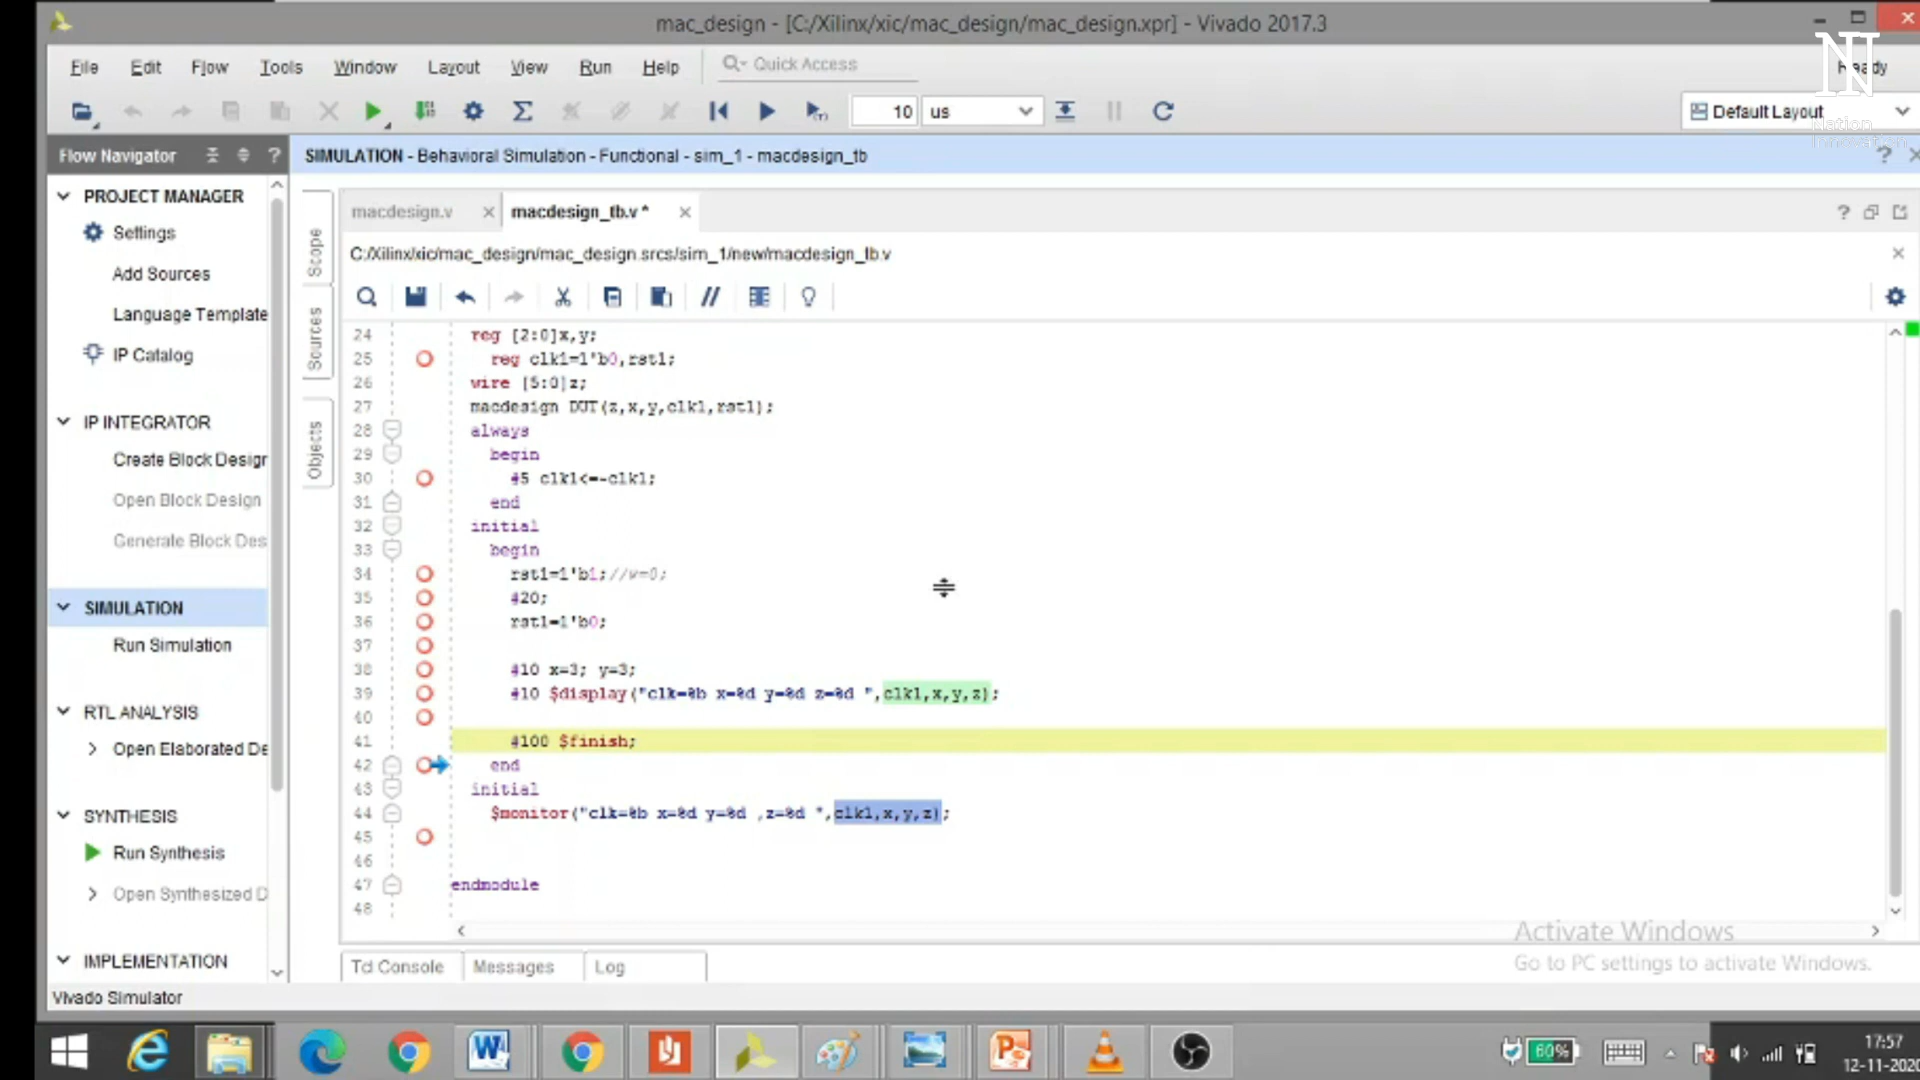 mac_design - [C:/Xilinx/xic/mac_design/mac_design.xpr] - Vivado 2017.3
File Edit Flow Tools Window Layout View Run Help Quick Access
Ready
10 us
Default Layout
Nation Innovation
Flow Navigator ?
SIMULATION - Behavioral Simulation - Functional - sim_1 - macdesign_tb
PROJECT MANAGER
Settings
Add Sources
Language Template
IP Catalog
IP INTEGRATOR
Create Block Design
Open Block Design
Generate Block Des
SIMULATION
Run Simulation
RTL ANALYSIS
Open Elaborated De
SYNTHESIS
Run Synthesis
Open Synthesized D
IMPLEMENTATION
Vivado Simulator
Scope
Sources
Objects
macdesign.v
macdesign_tb.v *
C:/Xilinx/xic/mac_design/mac_design.srcs/sim_1/new/macdesign_tb.v
24 reg [2:0]x,y;
25 reg clk1=1'b0,rst1;
26 wire [5:0]z;
27 macdesign DUT(z,x,y,clk1,rst1);
28 always
29 begin
30 #5 clk1<=~clk1;
31 end
32 initial
33 begin
34 rst1=1'b1;//w=0;
35 #20;
36 rst1=1'b0;
37
38 #10 x=3; y=3;
39 #10 $display("clk=%b x=%d y=%d z=%d ",clk1,x,y,z);
40
41 #100 $finish;
42 end
43 initial
44 $monitor("clk=%b x=%d y=%d ,z=%d ",clk1,x,y,z);
45
46
47 endmodule
48
Activate Windows
Go to PC settings to activate Windows.
Tcl Console Messages Log
60%
17:57
12-11-2020